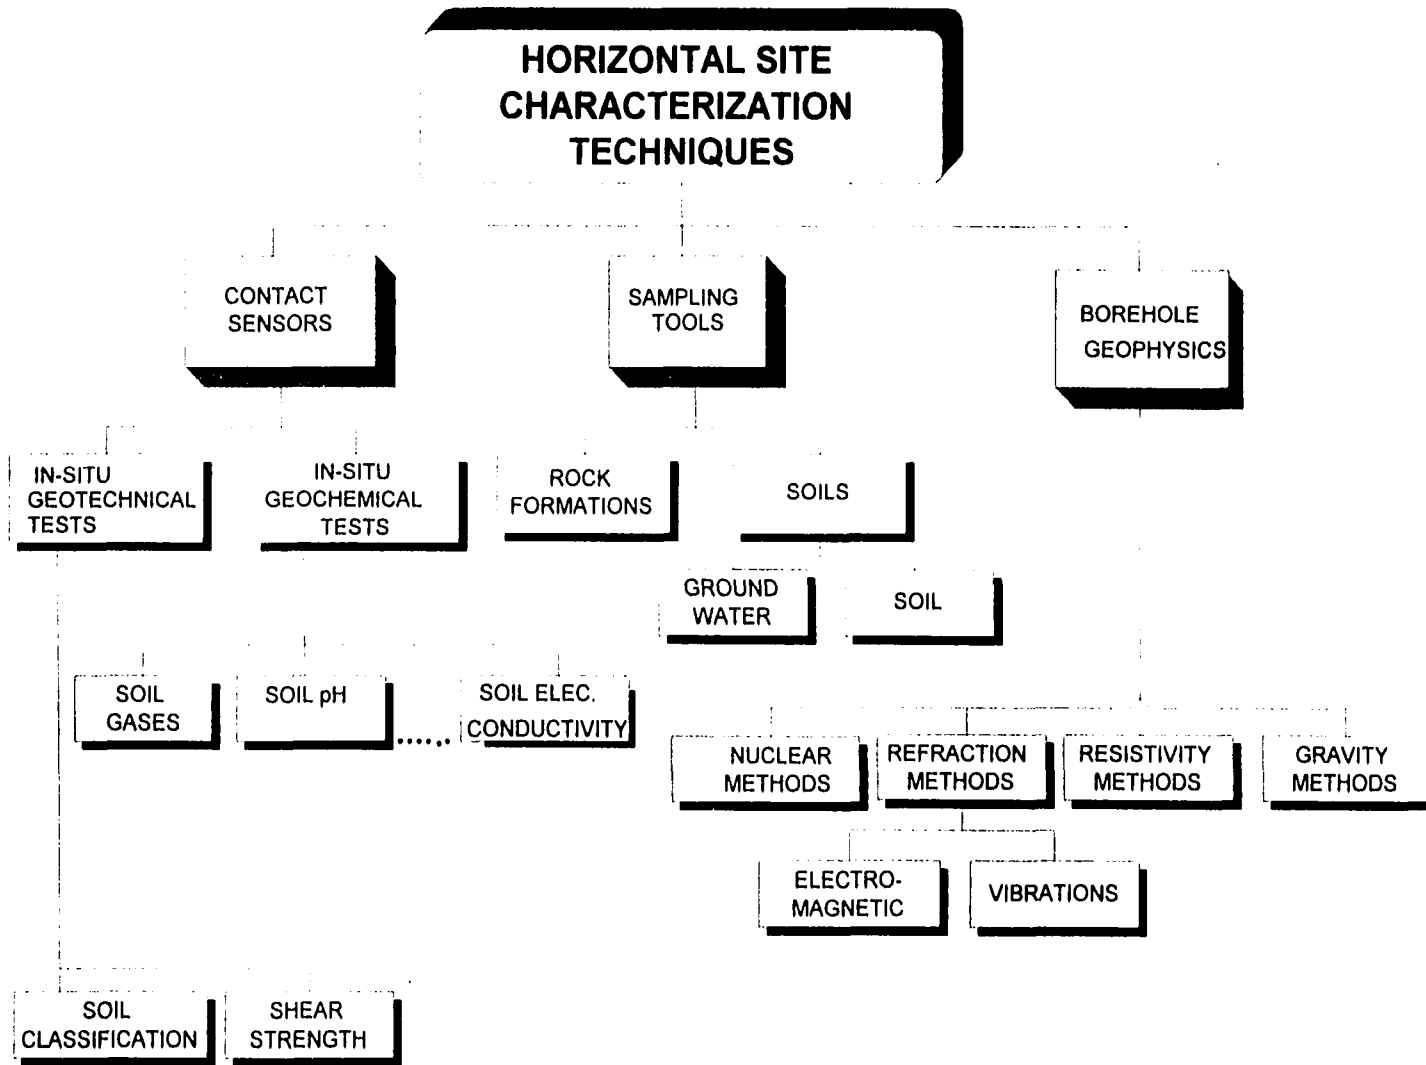 HORIZONTAL SITE
CHARACTERIZATION
TECHNIQUES
CONTACT
SENSORS
SAMPLING
TOOLS
BOREHOLE
GEOPHYSICS
IN-SITU
GEOTECHNICAL
TESTS
IN-SITU
GEOCHEMICAL
TESTS
ROCK
FORMATIONS
SOILS
GROUND
WATER
SOIL
SOIL
GASES
SOIL pH
SOIL ELEC.
CONDUCTIVITY
NUCLEAR
METHODS
REFRACTION
METHODS
RESISTIVITY
METHODS
GRAVITY
METHODS
ELECTRO-
MAGNETIC
VIBRATIONS
SOIL
CLASSIFICATION
SHEAR
STRENGTH